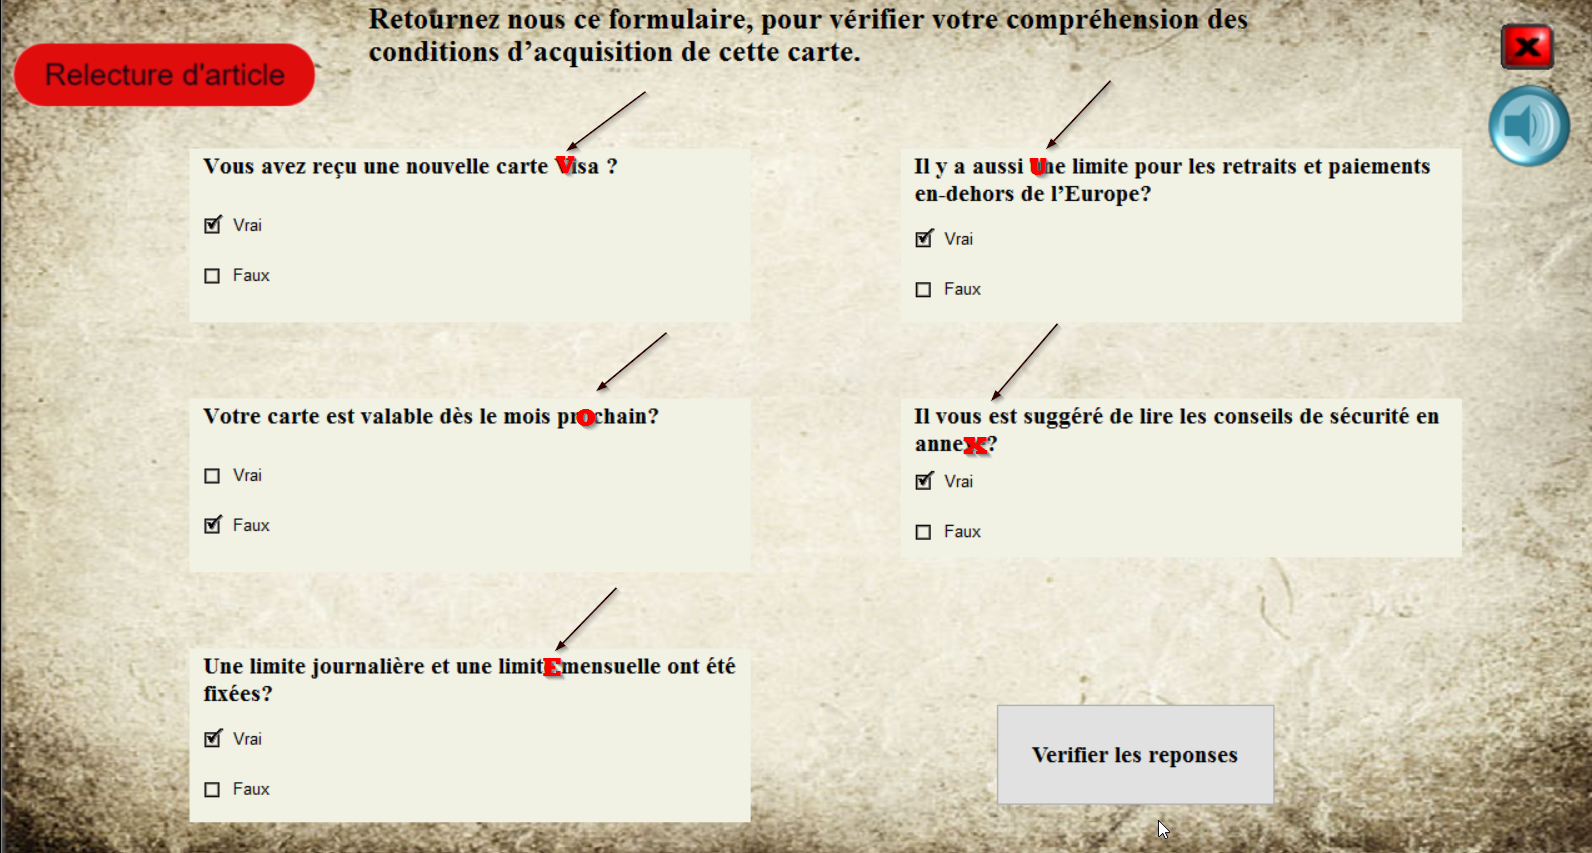 Retournez nous ce formulaire, pour vérifier votre compréhension des
conditions d’acquisition de cette carte.
Relecture d'article
Vous avez reçu une nouvelle carte Visa ?
Vrai
Faux
Votre carte est valable dès le mois prochain?
Vrai
Faux
Une limite journalière et une limitE mensuelle ont été
fixées?
Vrai
Faux
Il y a aussi Une limite pour les retraits et paiements
en-dehors de l’Europe?
Vrai
Faux
Il vous est suggéré de lire les conseils de sécurité en
anneXe?
Vrai
Faux
Verifier les reponses